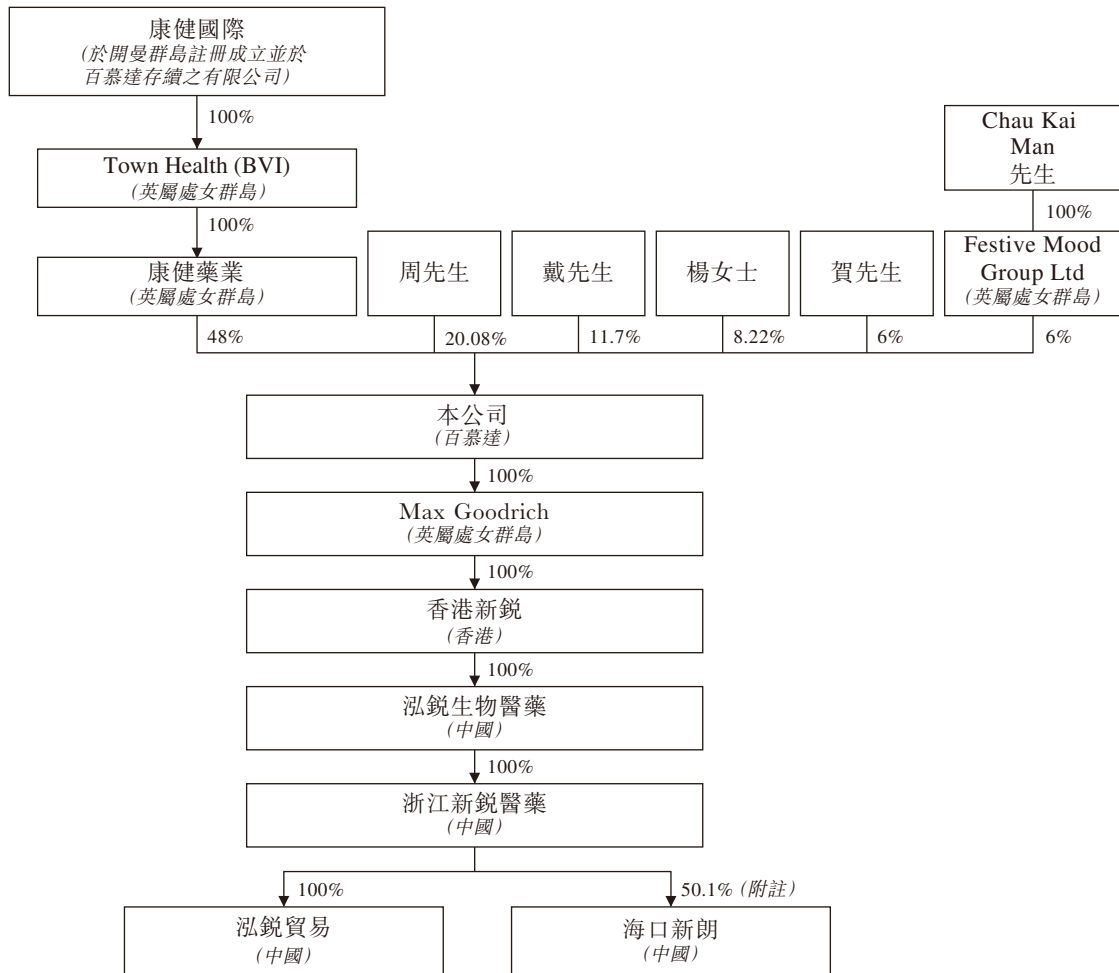 康健國際
（於開曼群島註冊成立並於
百慕達存續之有限公司）
100%
Town Health (BVI)
（英屬處女群島）
100%
Chau Kai
Man
先生
100%
康健藥業
（英屬處女群島）
周先生
戴先生
楊女士
賀先生
Festive Mood
Group Ltd
（英屬處女群島）
48%
20.08%
11.7%
8.22%
6%
6%
本公司
（百慕達）
100%
Max Goodrich
（英屬處女群島）
100%
香港新銳
（香港）
100%
泓銳生物醫藥
（中國）
100%
浙江新銳醫藥
（中國）
100%
50.1%（附註）
泓銳貿易
（中國）
海口新朗
（中國）